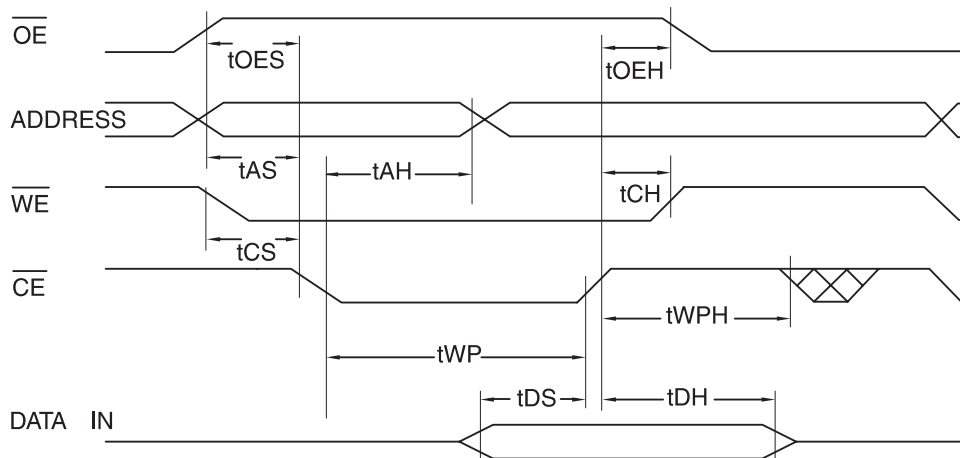 OE
tOES
tOEH
ADDRESS
tAS
tAH
tCH
WE
tCS
CE
tWPH
tWP
tDS
tDH
DATA IN